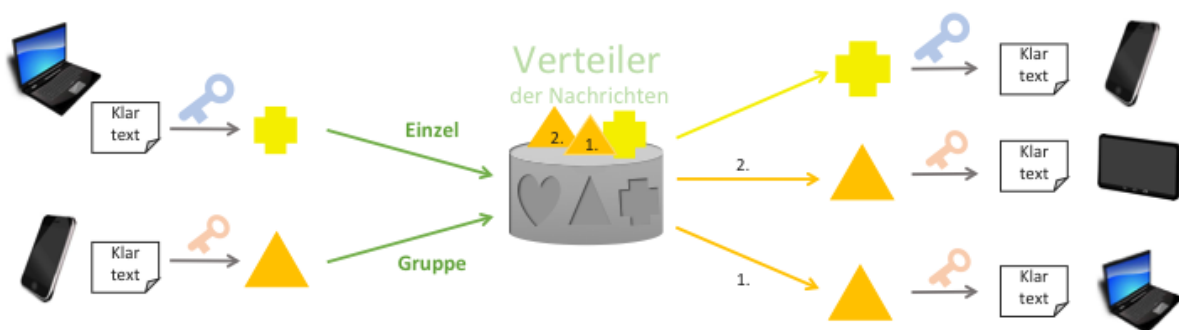 Klar
text
Einzel
Klar
text
Gruppe
Verteiler
der Nachrichten
2.
1.
Klar
text
2.
Klar
text
1.
Klar
text